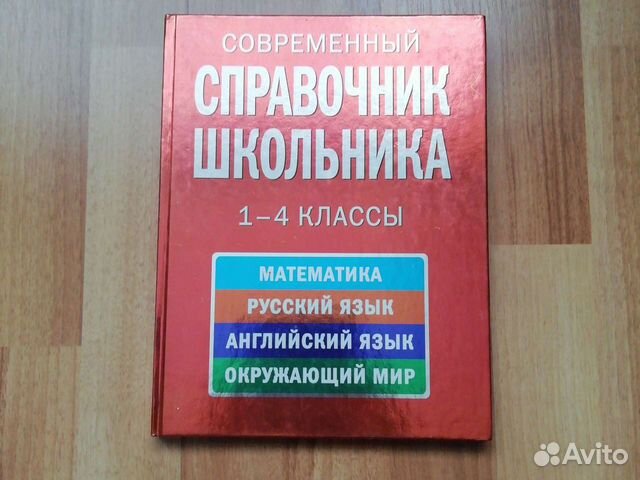 СОВРЕМЕННЫЙ
СПРАВОЧНИК
ШКОЛЬНИКА
1–4 КЛАССЫ
МАТЕМАТИКА
РУССКИЙ ЯЗЫК
АНГЛИЙСКИЙ ЯЗЫК
ОКРУЖАЮЩИЙ МИР
Avito